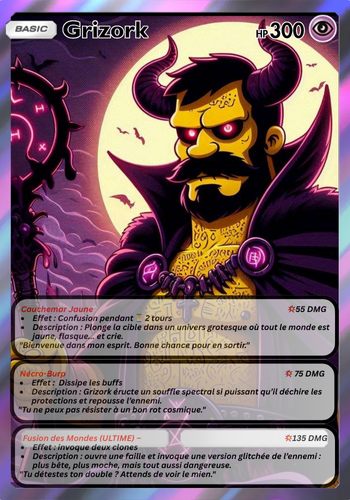 BASIC
Grizork
HP 300
Cauchemar Jaune 55 DMG
• Effet : Confusion pendant 2 tours
• Description : Plonge la cible dans un univers grotesque où tout le monde est
jaune, flasque... et crie.
"Bienvenue dans mon esprit. Bonne chance pour en sortir."
Nécro-Burp 75 DMG
• Effet : Dissipe les buffs
• Description : Grizork éructe un souffle spectral si puissant qu'il déchire les
protections et repousse l'ennemi.
"Tu ne peux pas résister à un bon rot cosmique."
Fusion des Mondes (ULTIME) – 135 DMG
• Effet : invoque deux clones
• Description : ouvre une faille et invoque une version glitchée de l'ennemi :
plus bête, plus moche, mais tout aussi dangereuse.
"Tu détestes ton double ? Attends de voir le mien."